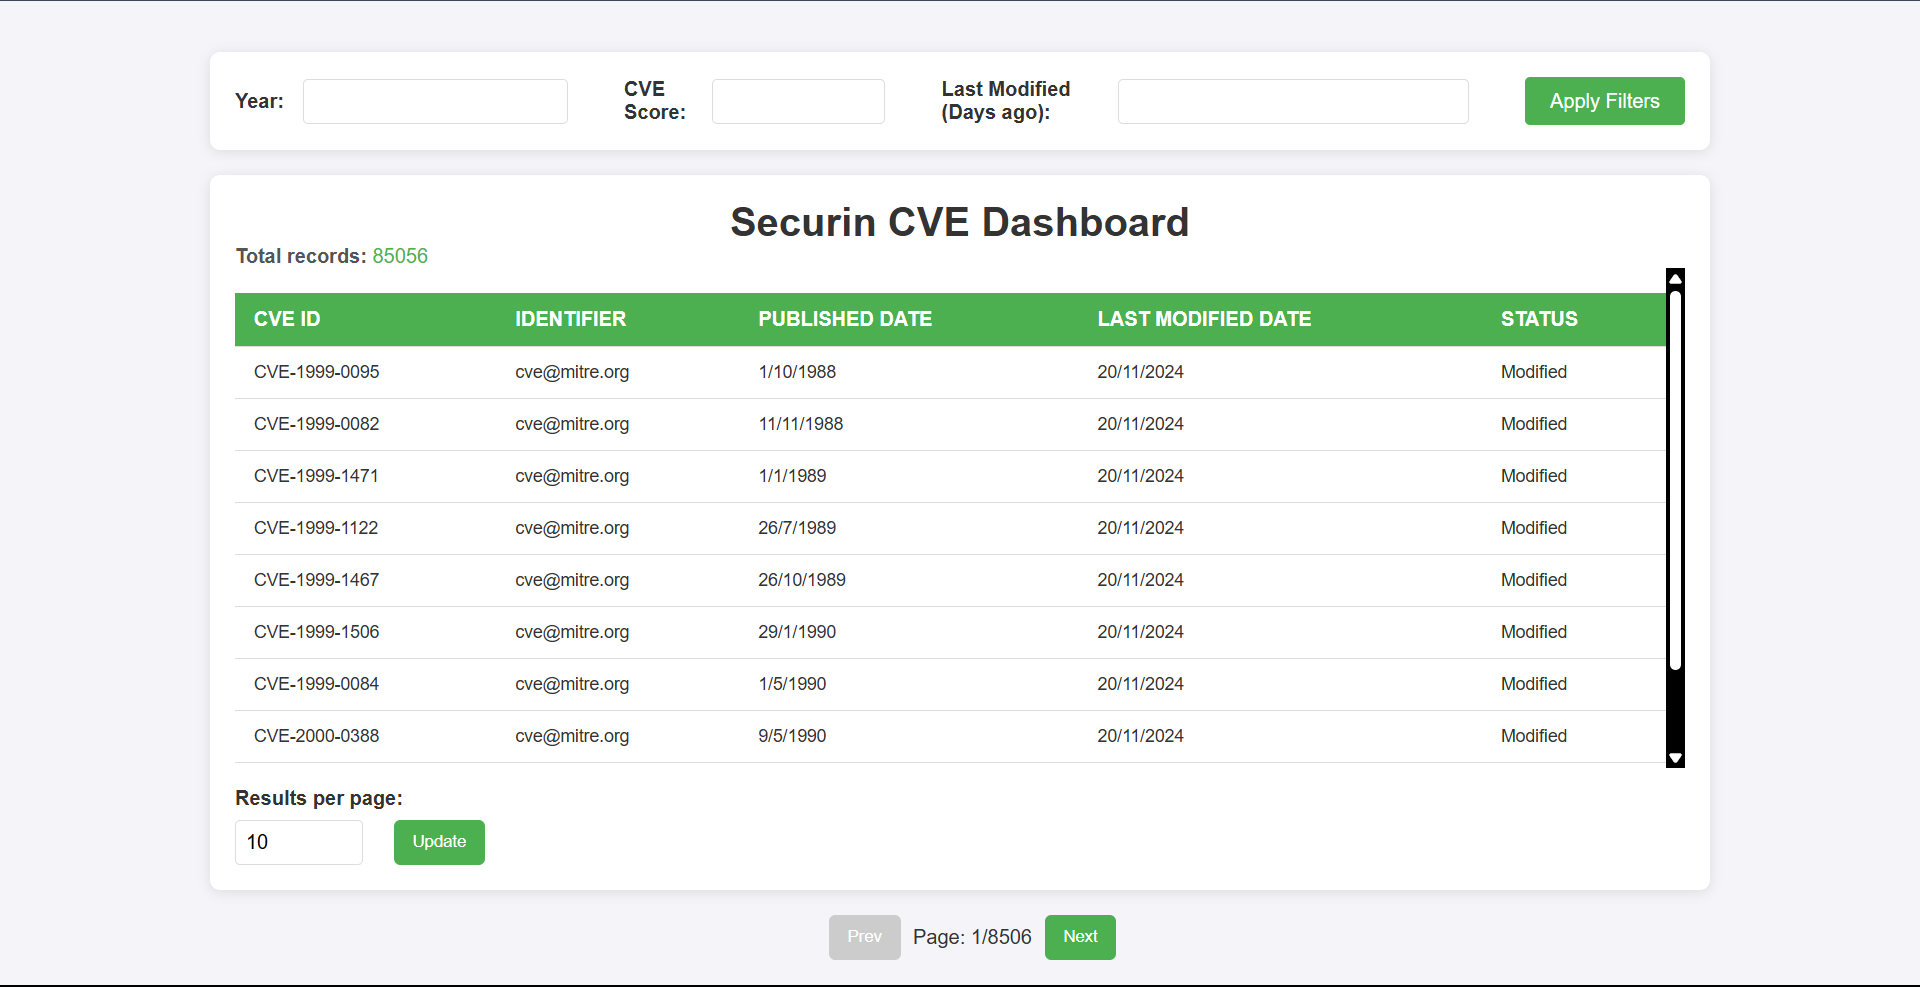 Year:
CVE Score:
Last Modified (Days ago):
Apply Filters
Securin CVE Dashboard
Total records: 85056
CVE ID IDENTIFIER PUBLISHED DATE LAST MODIFIED DATE STATUS
CVE-1999-0095 cve@mitre.org 1/10/1988 20/11/2024 Modified
CVE-1999-0082 cve@mitre.org 11/11/1988 20/11/2024 Modified
CVE-1999-1471 cve@mitre.org 1/1/1989 20/11/2024 Modified
CVE-1999-1122 cve@mitre.org 26/7/1989 20/11/2024 Modified
CVE-1999-1467 cve@mitre.org 26/10/1989 20/11/2024 Modified
CVE-1999-1506 cve@mitre.org 29/1/1990 20/11/2024 Modified
CVE-1999-0084 cve@mitre.org 1/5/1990 20/11/2024 Modified
CVE-2000-0388 cve@mitre.org 9/5/1990 20/11/2024 Modified
Results per page:
10 Update
Prev Page: 1/8506 Next